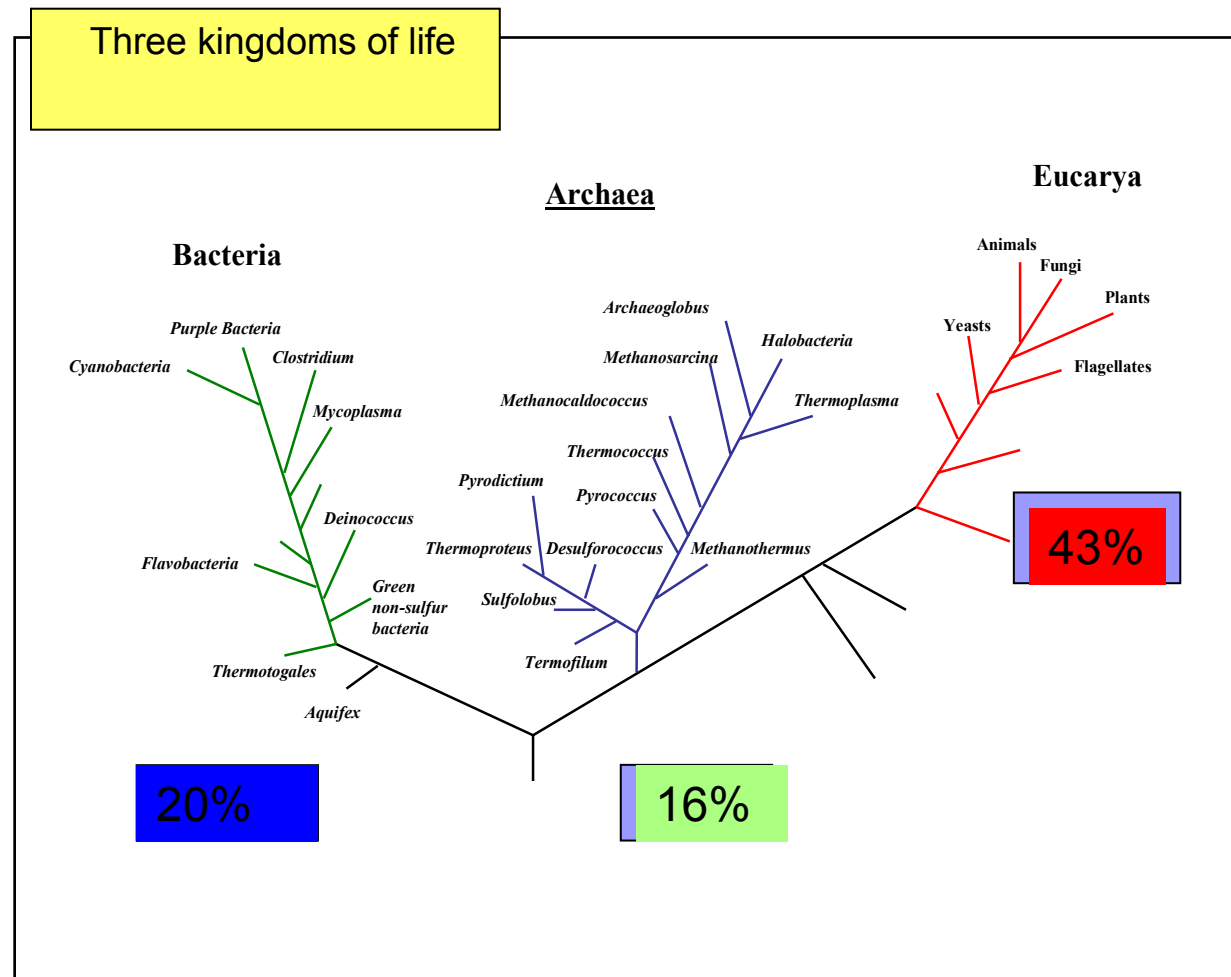 Three kingdoms of life
Bacteria
Archaea
Eucarya
Purple Bacteria
Cyanobacteria
Clostridium
Mycoplasma
Deinococcus
Flavobacteria
Green
non-sulfur
bacteria
Thermotogales
Aquifex
Archaeoglobus
Halobacteria
Methanosarcina
Methanocaldococcus
Thermoplasma
Thermococcus
Pyrodictium
Pyrococcus
Thermoproteus
Desulforococcus
Methanothermus
Sulfolobus
Termofilum
Animals
Fungi
Plants
Yeasts
Flagellates
43%
20%
16%